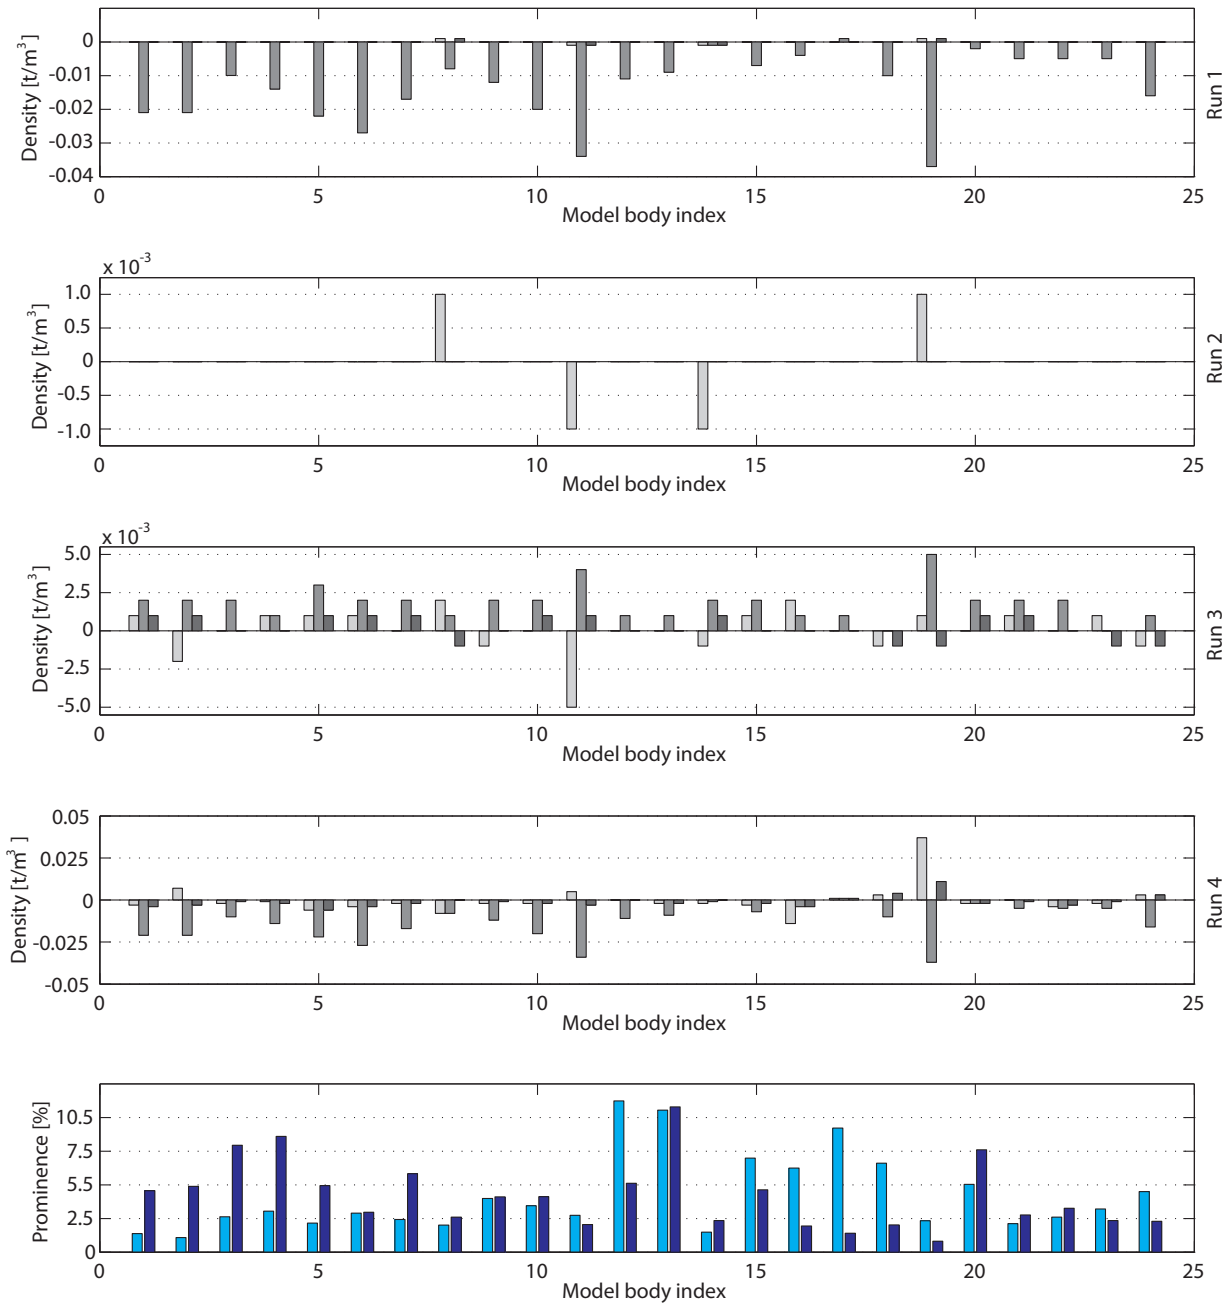 0
-0.01
-0.02
-0.03
-0.04
Density [t/m³]
Run 1
0 5 10 15 20 25
Model body index
x 10⁻³
1.0
0.5
0
-0.5
-1.0
Density [t/m³]
Run 2
0 5 10 15 20 25
Model body index
x 10⁻³
5.0
2.5
0
-2.5
-5.0
Density [t/m³]
Run 3
0 5 10 15 20 25
Model body index
0.05
0.025
0
-0.025
-0.05
Density [t/m³]
Run 4
0 5 10 15 20 25
Model body index
10.5
7.5
5.5
2.5
0
Prominence [%]
0 5 10 15 20 25
Model body index